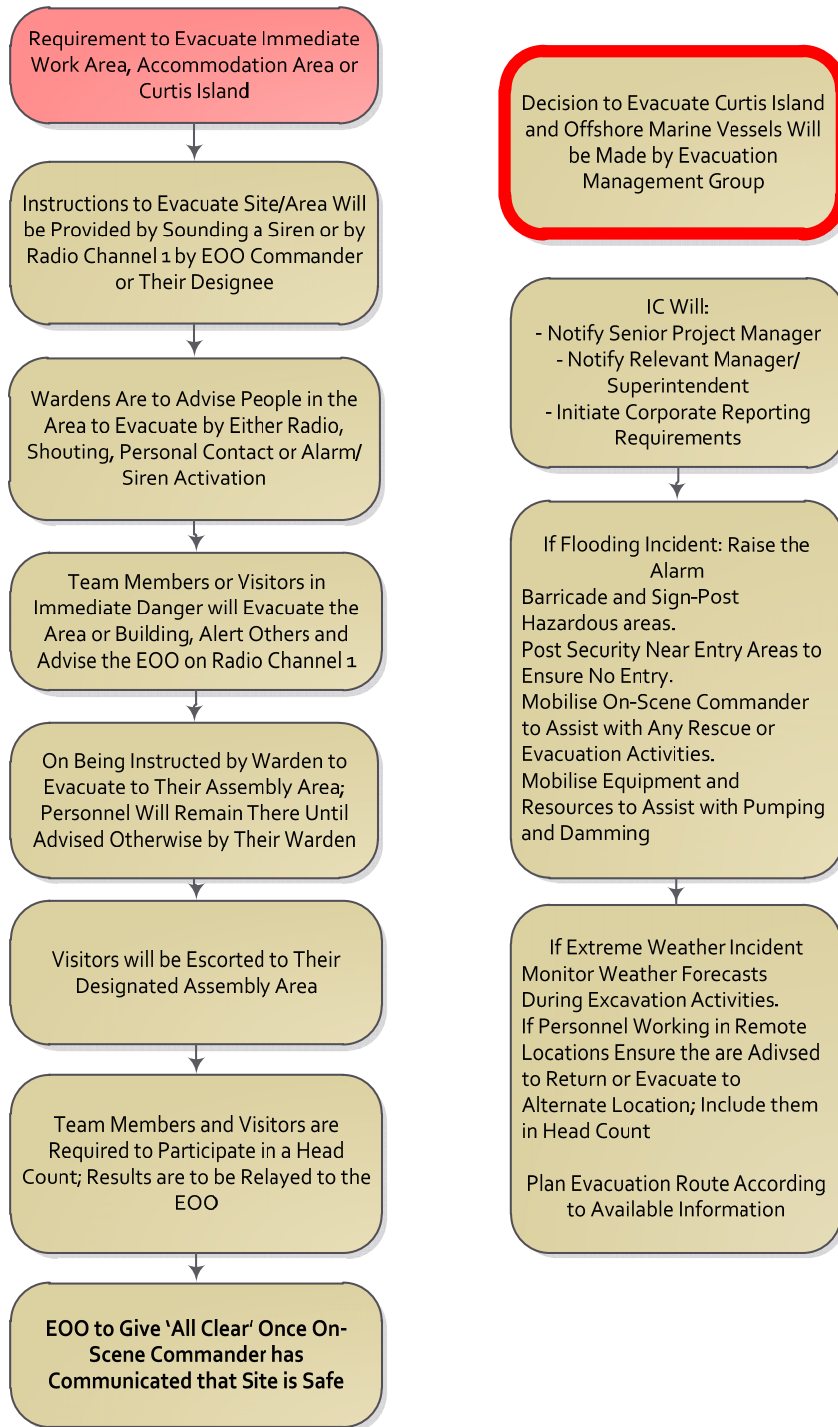 Requirement to Evacuate Immediate
Work Area, Accommodation Area or
Curtis Island
Instructions to Evacuate Site/Area Will
be Provided by Sounding a Siren or by
Radio Channel 1 by EOO Commander
or Their Designee
Wardens Are to Advise People in the
Area to Evacuate by Either Radio,
Shouting, Personal Contact or Alarm/
Siren Activation
Team Members or Visitors in
Immediate Danger will Evacuate the
Area or Building, Alert Others and
Advise the EOO on Radio Channel 1
On Being Instructed by Warden to
Evacuate to Their Assembly Area;
Personnel Will Remain There Until
Advised Otherwise by Their Warden
Visitors will be Escorted to Their
Designated Assembly Area
Team Members and Visitors are
Required to Participate in a Head
Count; Results are to be Relayed to the
EOO
EOO to Give ‘All Clear’ Once On-
Scene Commander has
Communicated that Site is Safe
Decision to Evacuate Curtis Island
and Offshore Marine Vessels Will
be Made by Evacuation
Management Group
IC Will:
- Notify Senior Project Manager
- Notify Relevant Manager/
Superintendent
- Initiate Corporate Reporting
Requirements
If Flooding Incident: Raise the
Alarm
Barricade and Sign-Post
Hazardous areas.
Post Security Near Entry Areas to
Ensure No Entry.
Mobilise On-Scene Commander
to Assist with Any Rescue or
Evacuation Activities.
Mobilise Equipment and
Resources to Assist with Pumping
and Damming
If Extreme Weather Incident
Monitor Weather Forecasts
During Excavation Activities.
If Personnel Working in Remote
Locations Ensure the are Adivsed
to Return or Evacuate to
Alternate Location; Include them
in Head Count
Plan Evacuation Route According
to Available Information